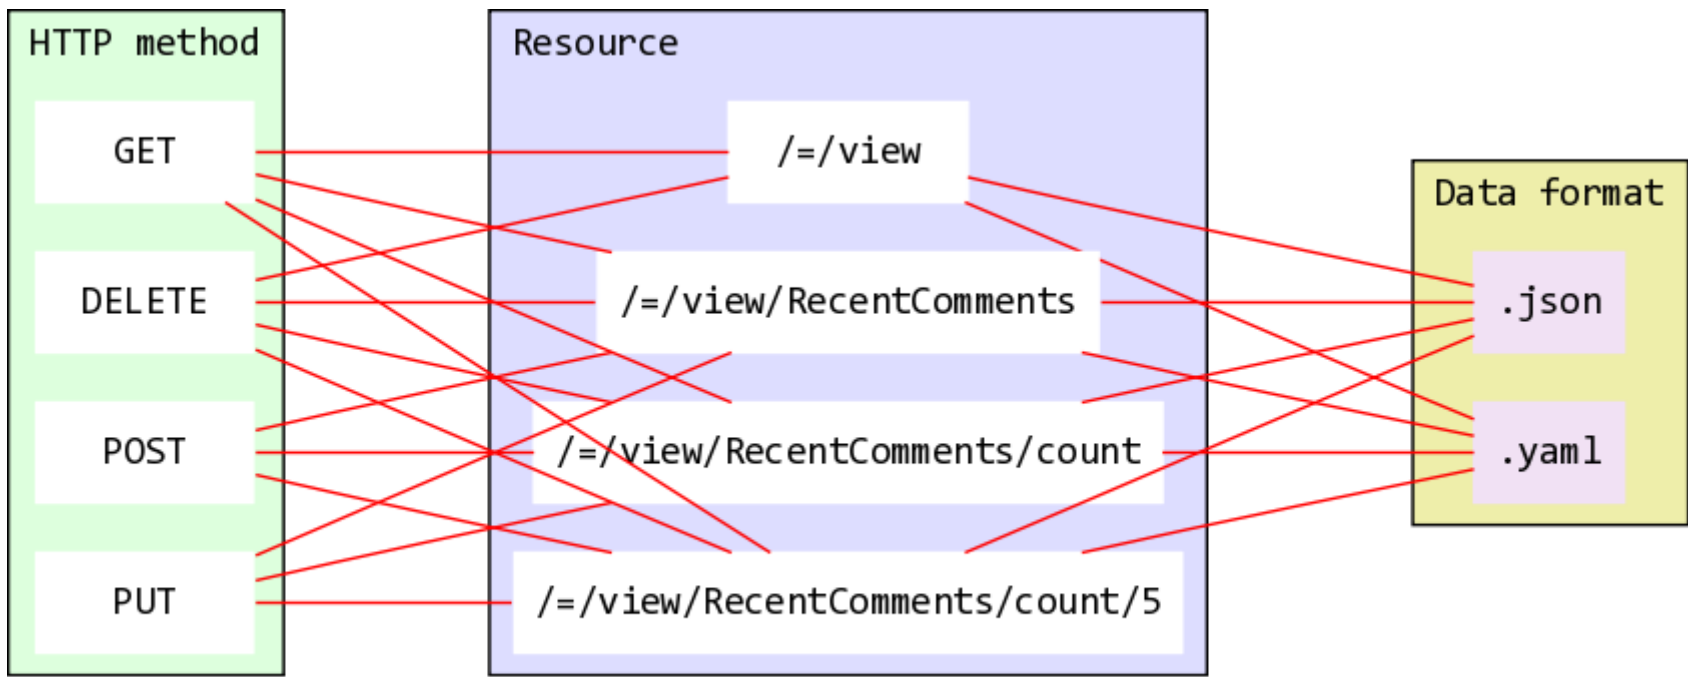 HTTP method
GET
DELETE
POST
PUT
Resource
/=/view
/=/view/RecentComments
/=/view/RecentComments/count
/=/view/RecentComments/count/5
Data format
.json
.yaml